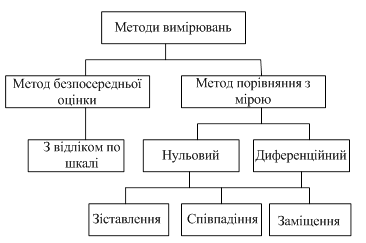 Методи вимірювань
Метод безпосередньої
оцінки
Метод порівняння з
мірою
З відліком по
шкалі
Нульовий
Диференційний
Зіставлення
Співпадіння
Заміщення